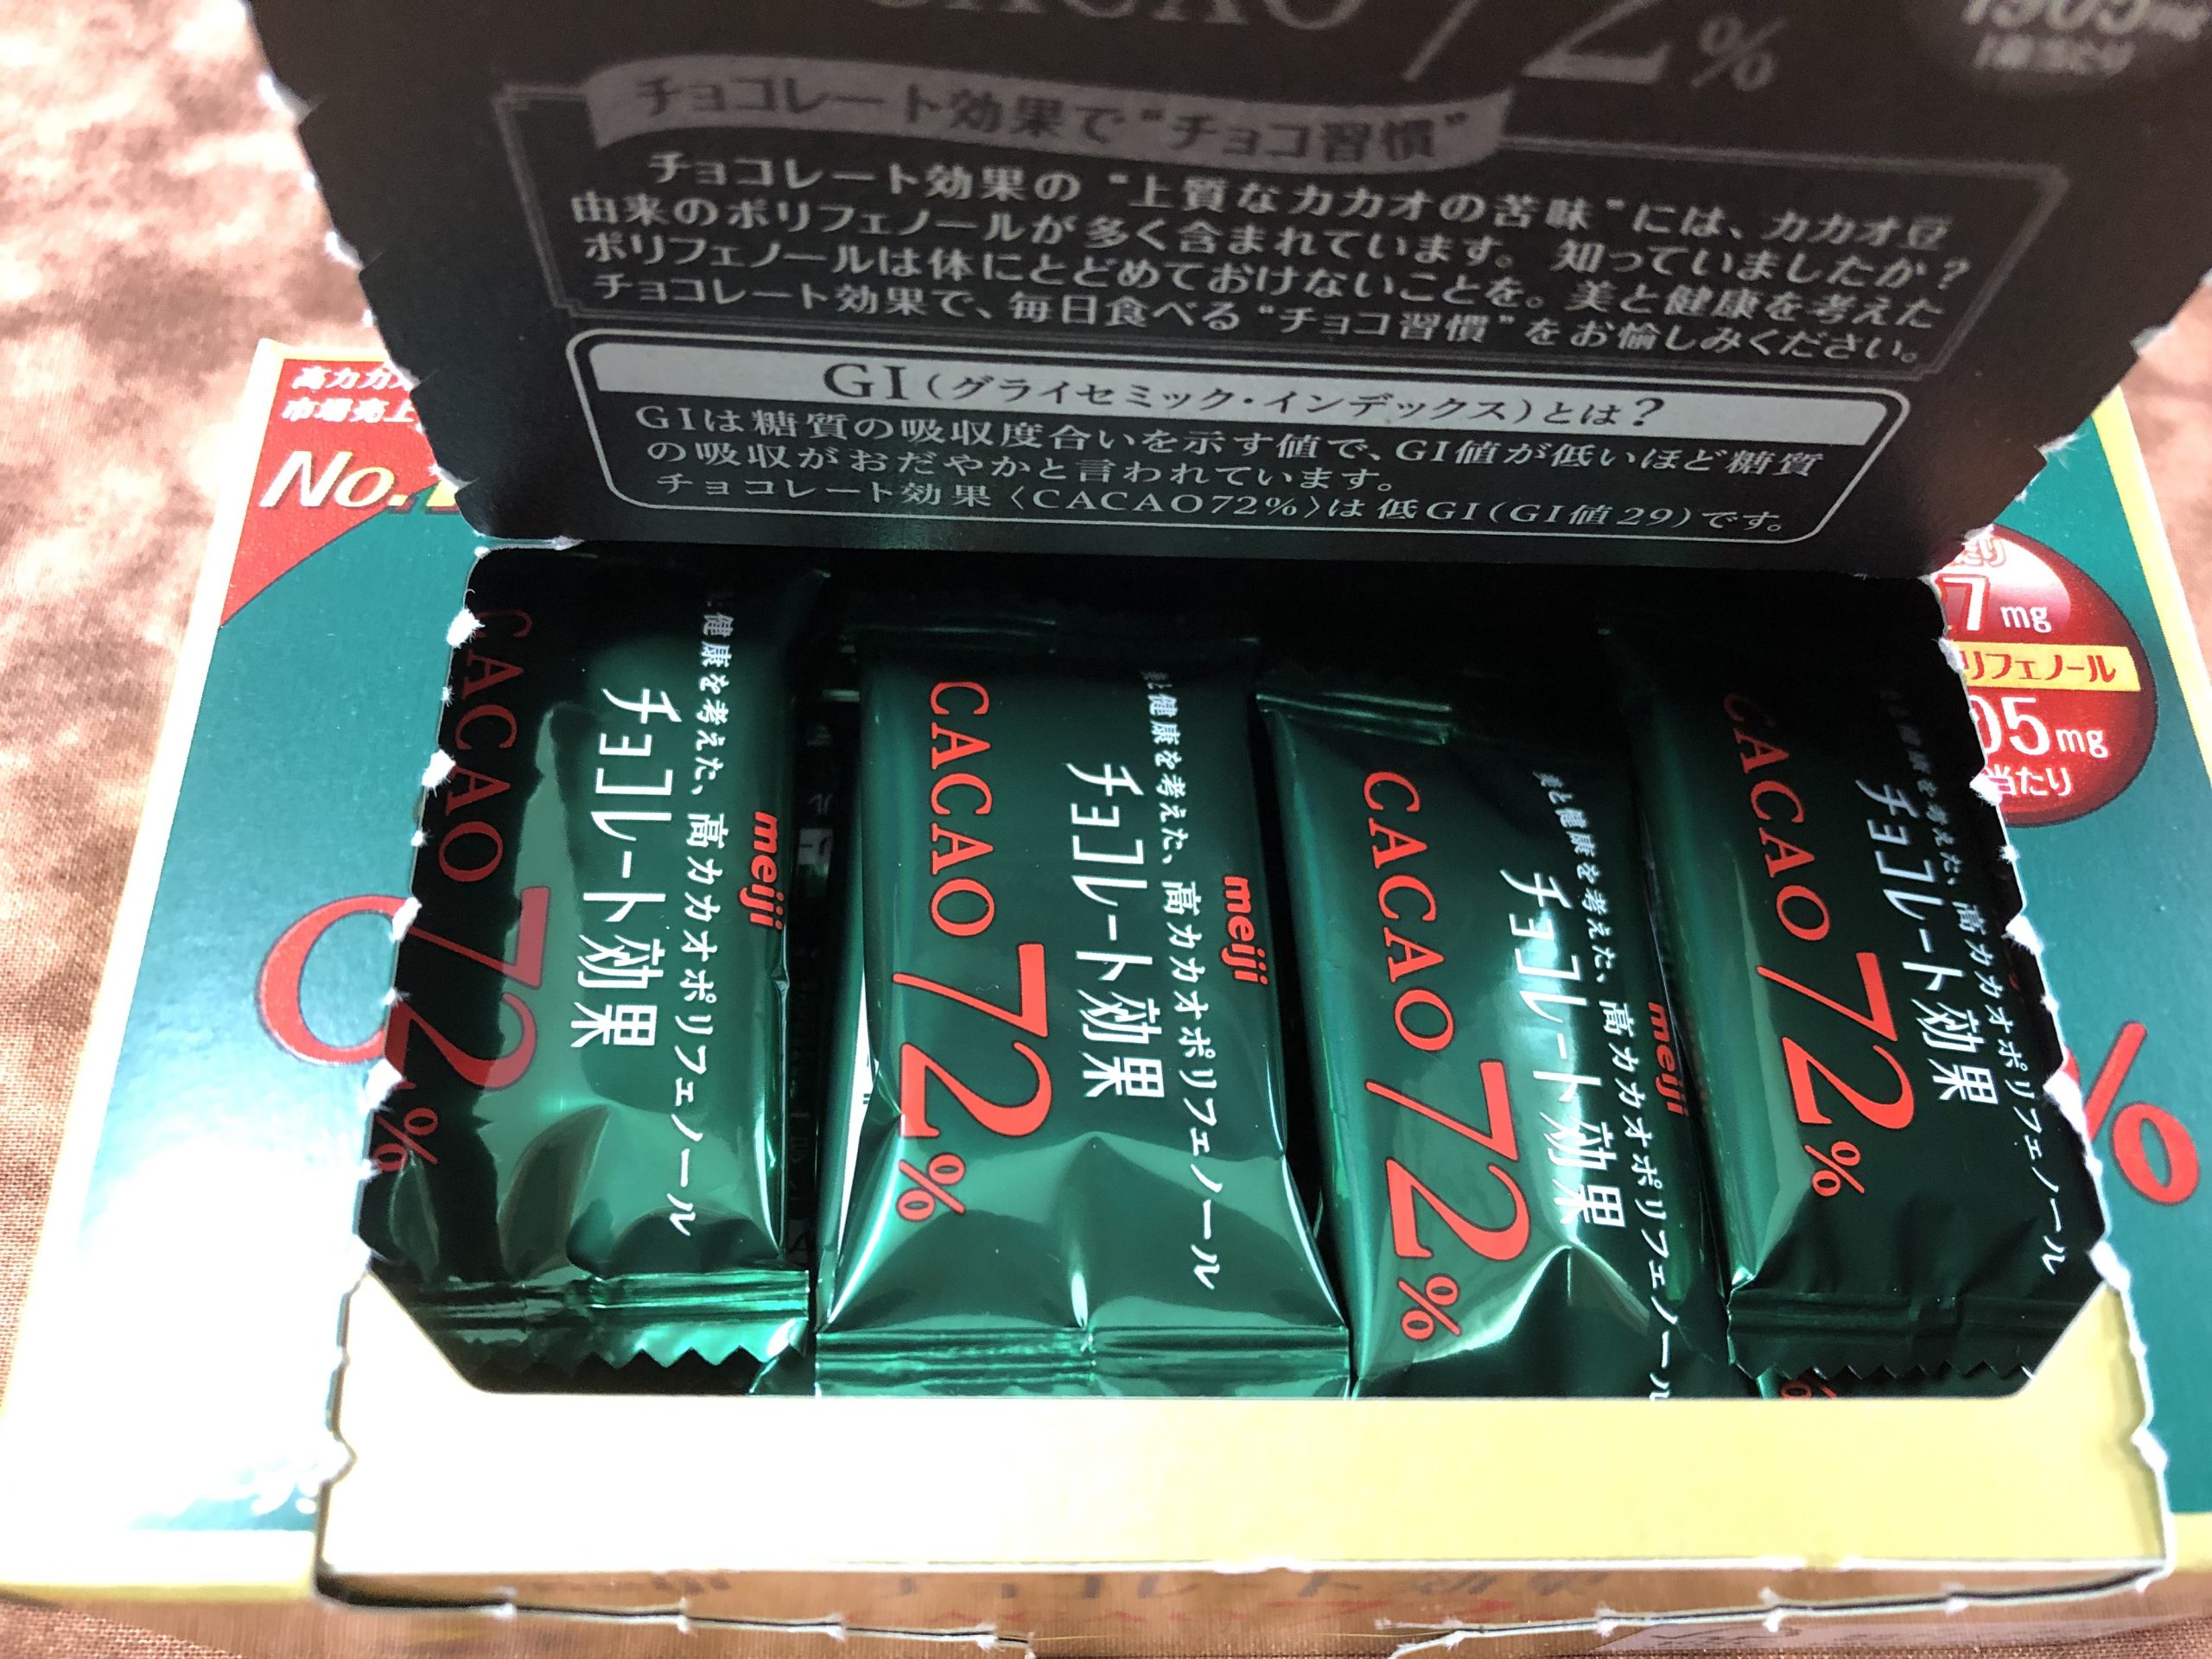 CACAO 72%
チョコレート効果で“チョコ習慣”
チョコレート効果の“上質なカカオの苦味”には、カカオ豆
由来のポリフェノールが多く含まれています。知っていましたか？
ポリフェノールは体にとどめておけないことを。美と健康を考えた
チョコレート効果で、毎日食べる“チョコ習慣”をお愉しみください。
GI（グライセミック・インデックス）とは？
GIは糖質の吸収度合いを示す値で、GI値が低いほど糖質
の吸収がおだやかと言われています。
チョコレート効果〈CACAO72%〉は低GI(GI値29)です。
高カカ
市場売上
No.1
mg
リフェノール
05mg
当たり
%
meiji
健康を考えた、高カカオポリフェノール
チョコレート効果
CACAO 72%
meiji
美と健康を考えた、高カカオポリフェノール
チョコレート効果
CACAO 72%
meiji
美と健康を考えた、高カカオポリフェノール
チョコレート効果
CACAO 72%
美と健康を考えた、高カカオポリフェノール
チョコレート効果
CACAO 72%